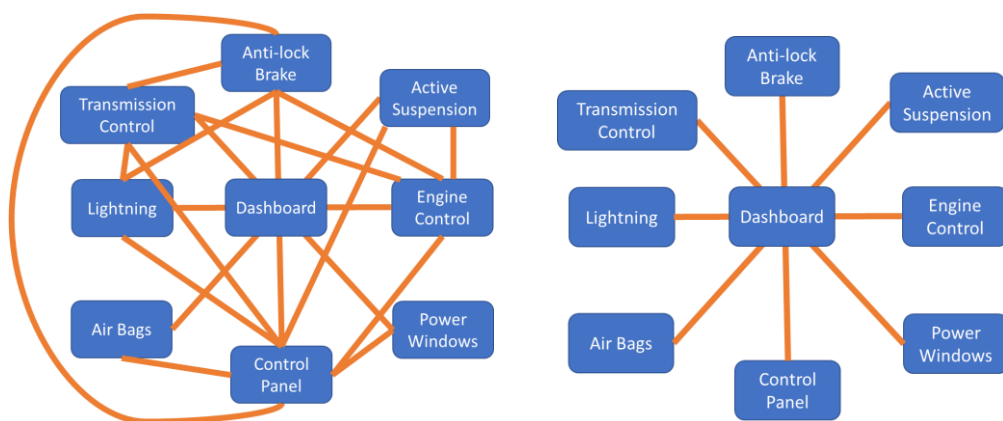 Anti-lock
Brake
Active
Suspension
Transmission
Control
Lightning
Dashboard
Engine
Control
Air Bags
Power
Windows
Control
Panel
Anti-lock
Brake
Active
Suspension
Transmission
Control
Lightning
Dashboard
Engine
Control
Air Bags
Power
Windows
Control
Panel